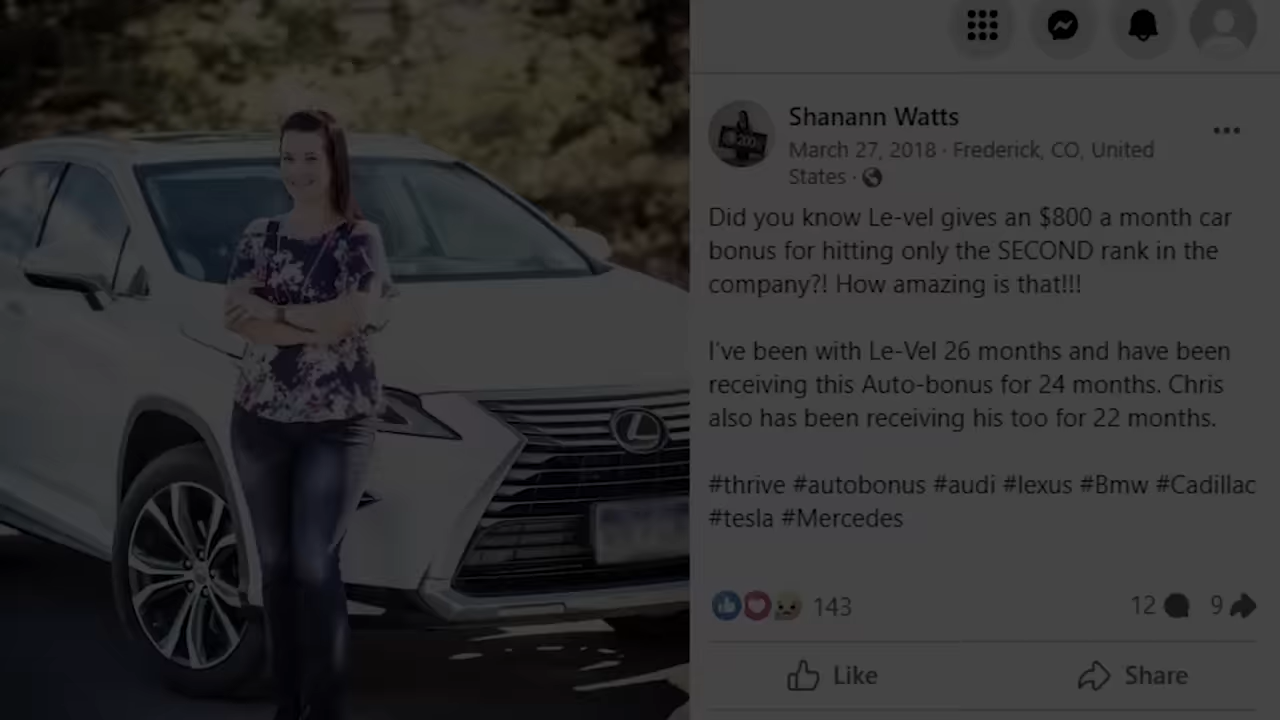 Shanann Watts
March 27, 2018 · Frederick, CO, United
States ·
Did you know Le-vel gives an $800 a month car
bonus for hitting only the SECOND rank in the
company?! How amazing is that!!!
I've been with Le-Vel 26 months and have been
receiving this Auto-bonus for 24 months. Chris
also has been receiving his too for 22 months.
#thrive #autobonus #audi #lexus #Bmw #Cadillac
#tesla #Mercedes
143
12 9
Like Share